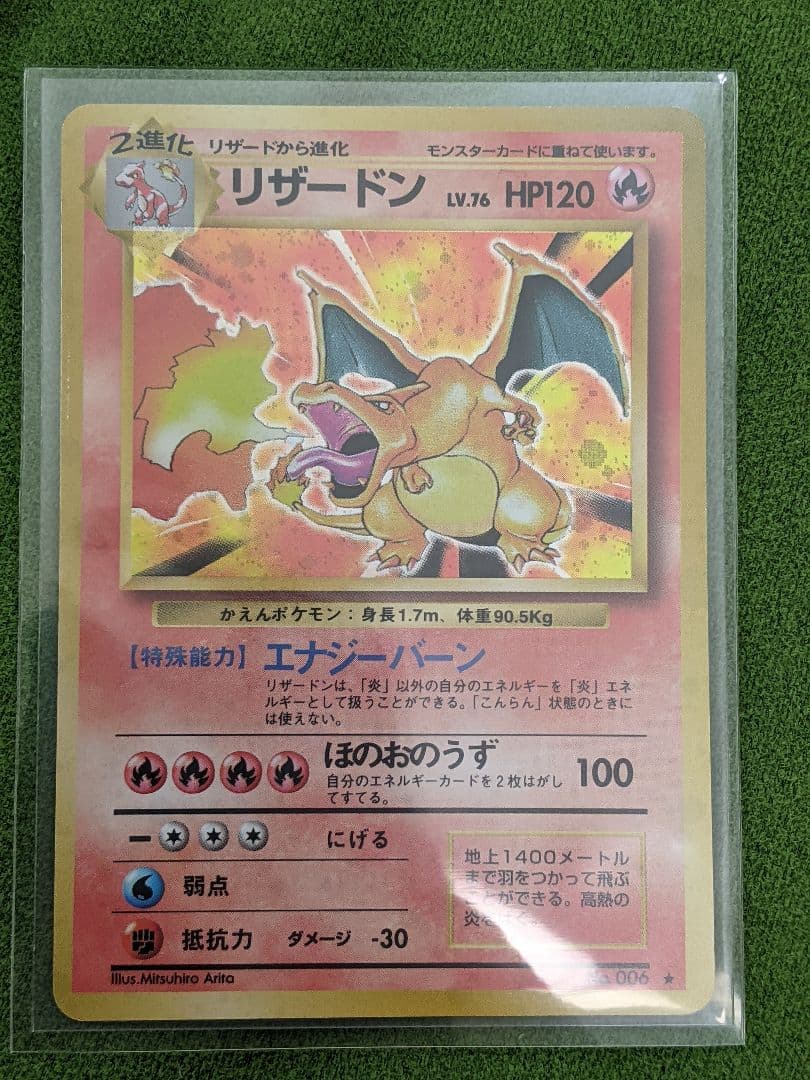 2進化 リザードから進化 モンスターカードに重ねて使います。
リザードン LV.76 HP120
かえんポケモン：身長1.7m、体重90.5Kg
【特殊能力】エナジーバーン
リザードンは、「炎」以外の自分のエネルギーを「炎」エネ
ルギーとして扱うことができる。「こんらん」状態のときに
は使えない。
ほのおのうず 100
自分のエネルギーカードを2枚はがし
てすてる。
ー にげる
弱点
抵抗力 ダメージ -30
地上1400メートル
まで羽をつかって飛ぶ
ことができる。高熱の
炎をはく。
Illus.Mitsuhiro Arita
No. 006 ★